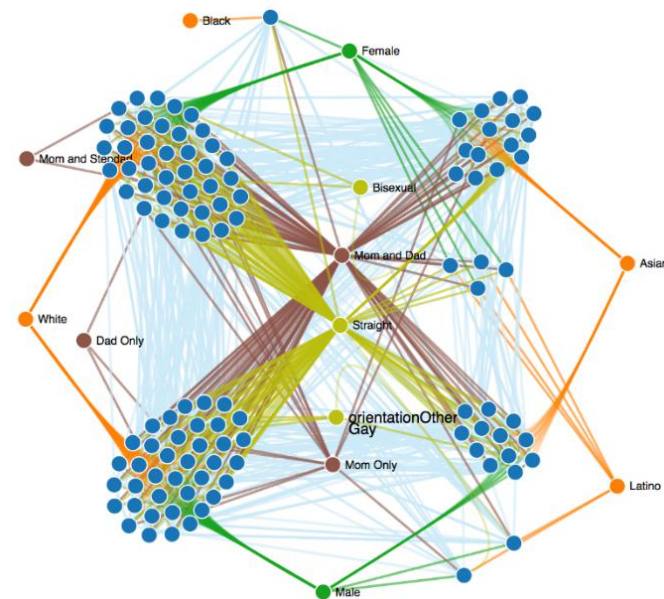 Black
Female
Mom and Stepdad
Bisexual
Mom and Dad
Asian
White
Straight
Dad Only
orientationOther
Gay
Mom Only
Latino
Male